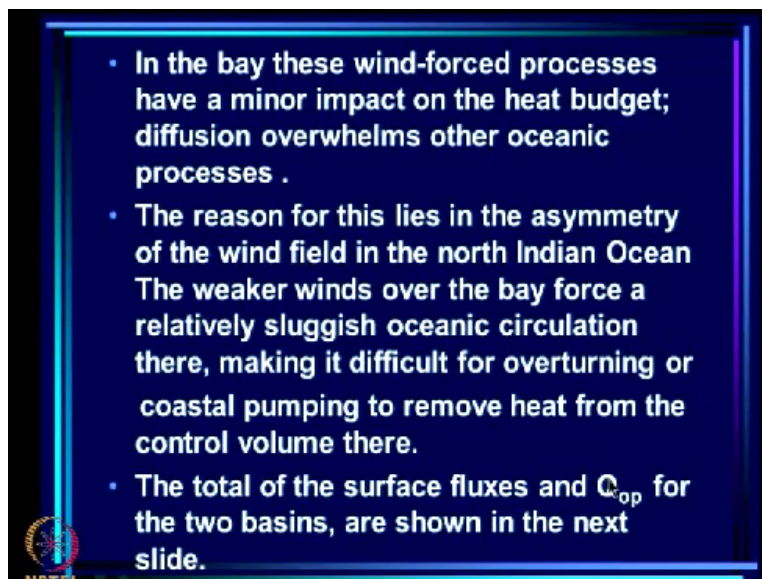 • In the bay these wind-forced processes
have a minor impact on the heat budget;
diffusion overwhelms other oceanic
processes .
• The reason for this lies in the asymmetry
of the wind field in the north Indian Ocean
The weaker winds over the bay force a
relatively sluggish oceanic circulation
there, making it difficult for overturning or
coastal pumping to remove heat from the
control volume there.
• The total of the surface fluxes and Qop for
the two basins, are shown in the next
slide.
NPTEL